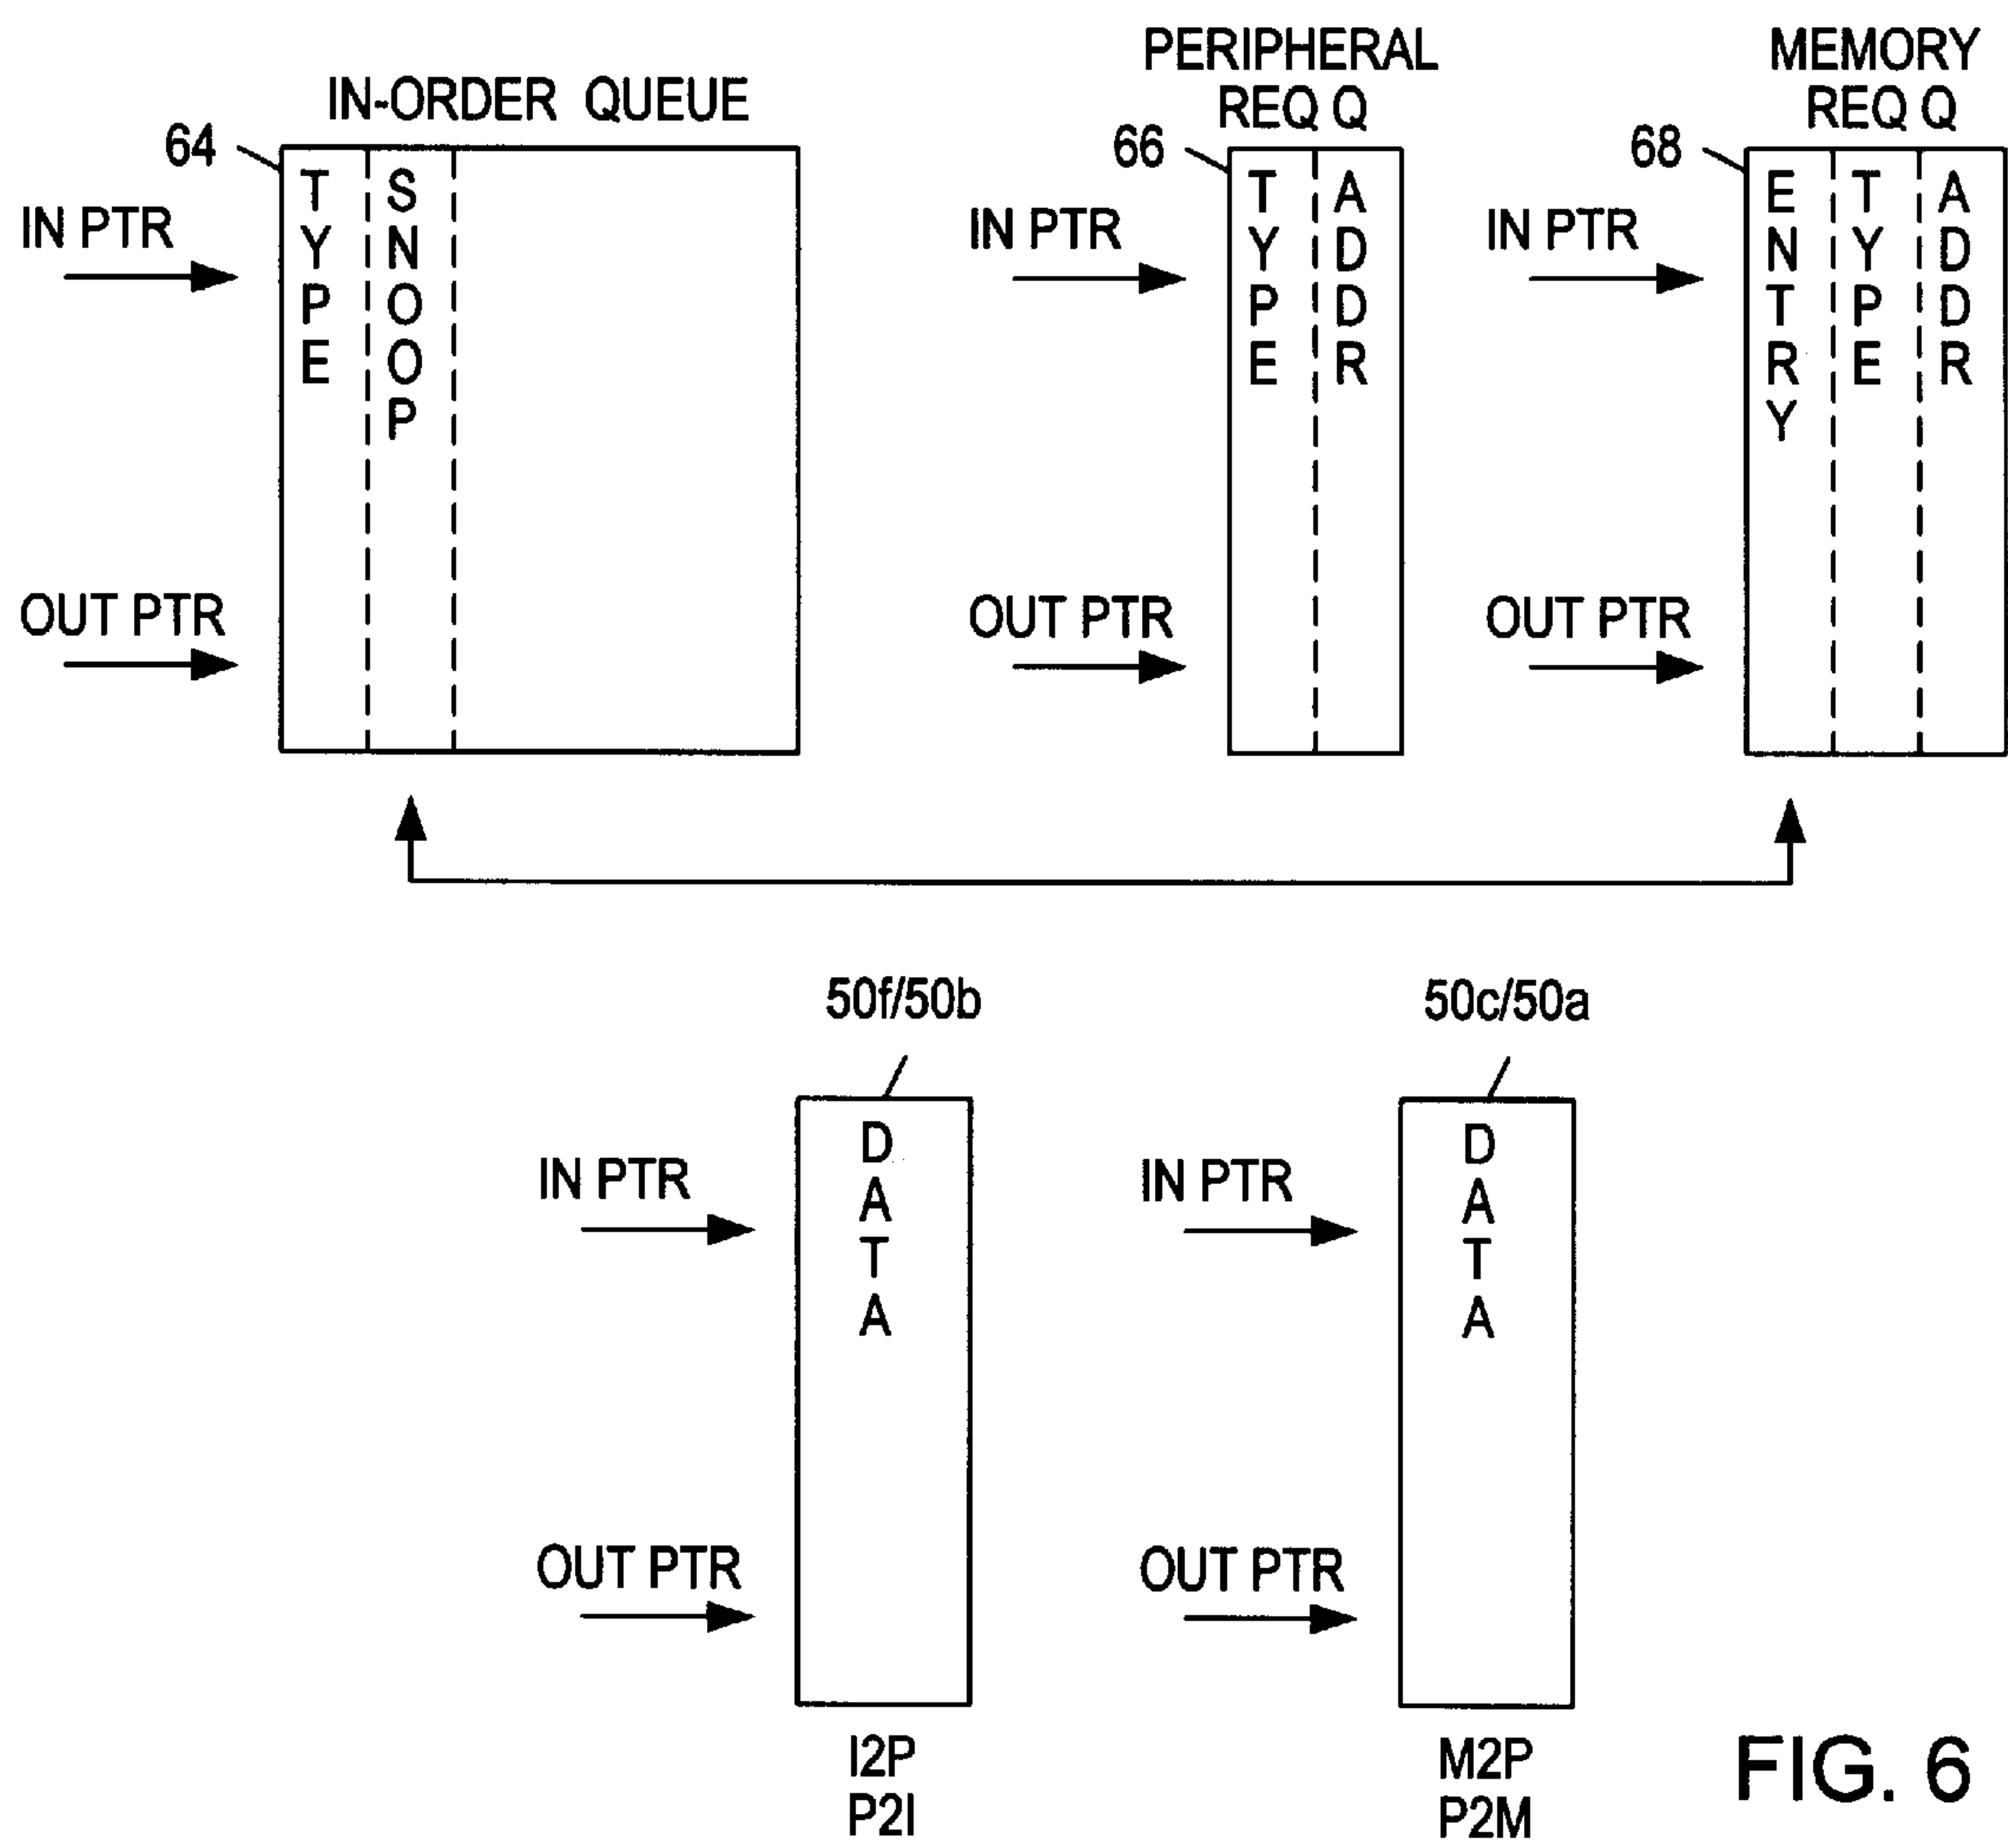 IN-ORDER QUEUE
PERIPHERAL
REQ Q
MEMORY
REQ Q
64
66
68
IN PTR
OUT PTR
TYPE
SNOOP
IN PTR
OUT PTR
TYPE
ADDR
IN PTR
OUT PTR
ENTRY
TYPE
ADDR
50f/50b
50c/50a
IN PTR
OUT PTR
DATA
IN PTR
OUT PTR
DATA
I2P
P2I
M2P
P2M
FIG. 6